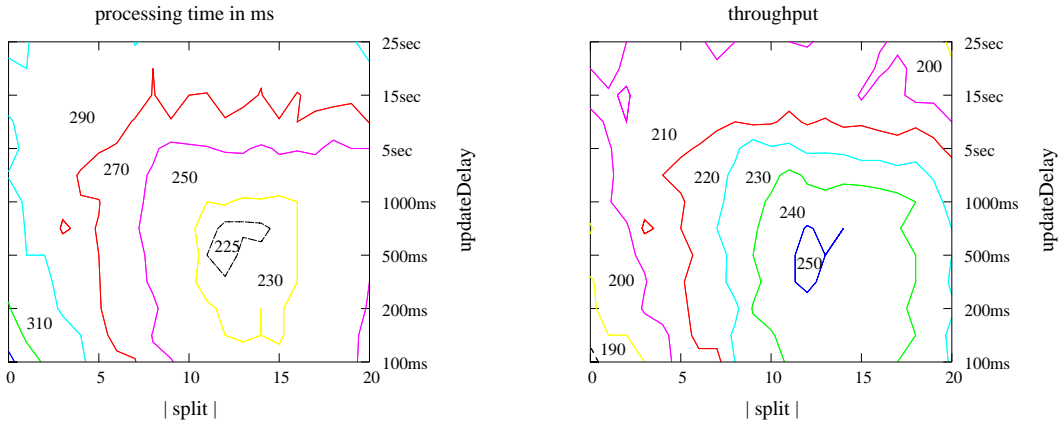 processing time in ms
25sec
15sec
5sec
1000ms
500ms
200ms
100ms
290
270
250
225
230
310
0
5
10
15
20
| split |
updateDelay
throughput
25sec
15sec
5sec
1000ms
500ms
200ms
100ms
200
210
220
230
240
250
200
190
0
5
10
15
20
| split |
updateDelay